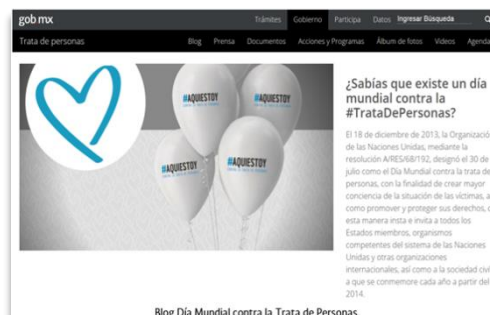 gob mx
Trámites Gobierno Participa Datos Ingresar Búsqueda
Trata de personas
Blog Prensa Documentos Acciones y Programas Álbum de fotos Videos Agenda
#AQUIESTOY
#AQUIESTOY
#AQUIESTOY
#AQUIESTOY
¿Sabías que existe un día
mundial contra la
#TrataDePersonas?
El 18 de diciembre de 2013, la Organizació
de las Naciones Unidas, mediante la
resolución A/RES/68/192, designó el 30 de
julio como el Día Mundial contra la trata de
personas, con la finalidad de crear mayor
conciencia de la situación de las víctimas, a
como promover y proteger sus derechos, d
esta manera insta e invita a todos los
Estados miembros, organismos
competentes del sistema de las Naciones
Unidas y otras organizaciones
internacionales, así como a la sociedad civi
a que se conmemore cada año a partir del
2014.
Blog Día Mundial contra la Trata de Personas